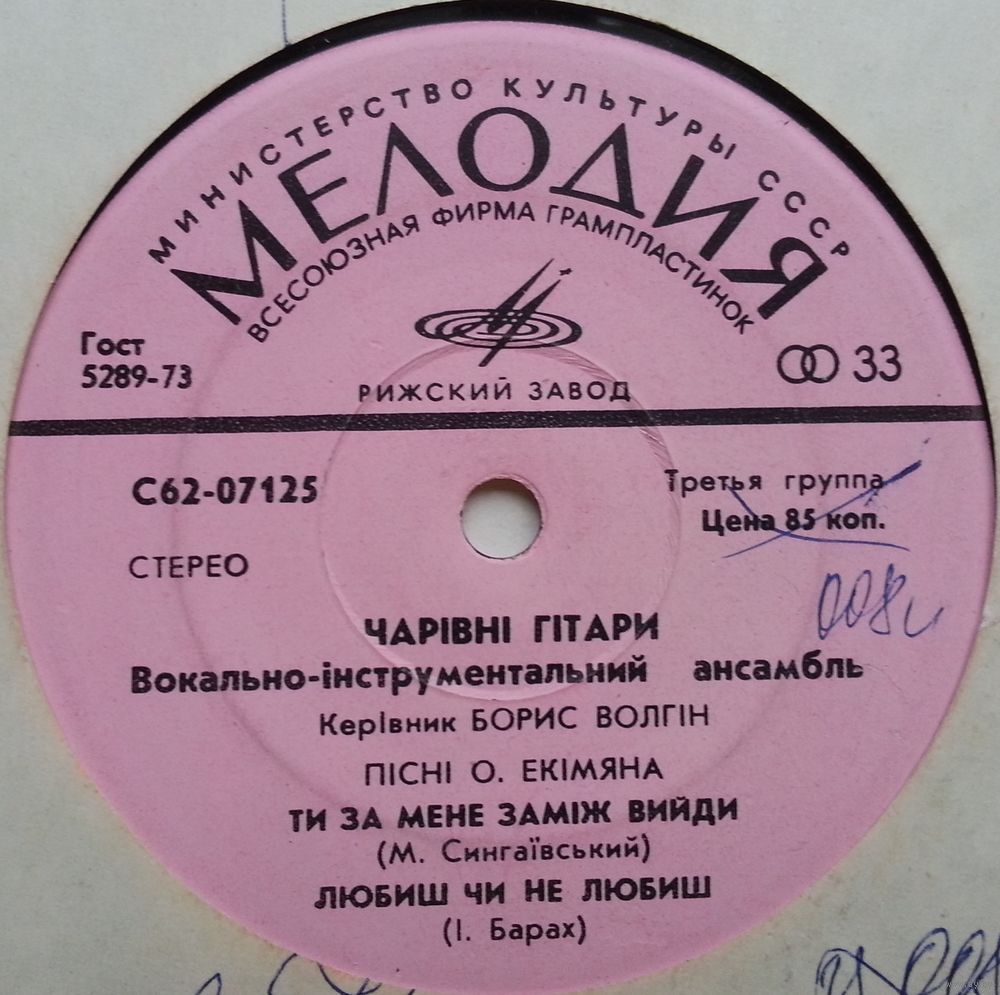 МИНИСТЕРСТВО КУЛЬТУРЫ СССР
МЕЛОДИЯ
ВСЕСОЮЗНАЯ ФИРМА ГРАМПЛАСТИНОК
Гост
5289-73
33
РИЖСКИЙ ЗАВОД
С62-07125
Третья группа
Цена 85 коп.
СТЕРЕО
ЧАРІВНІ ГІТАРИ
Вокально-інструментальний ансамбль
Керівник БОРИС ВОЛГІН
ПІСНІ О. ЕКІМЯНА
ТИ ЗА МЕНЕ ЗАМІЖ ВИЙДИ
(М. Сингаївський)
ЛЮБИШ ЧИ НЕ ЛЮБИШ
(І. Барах)